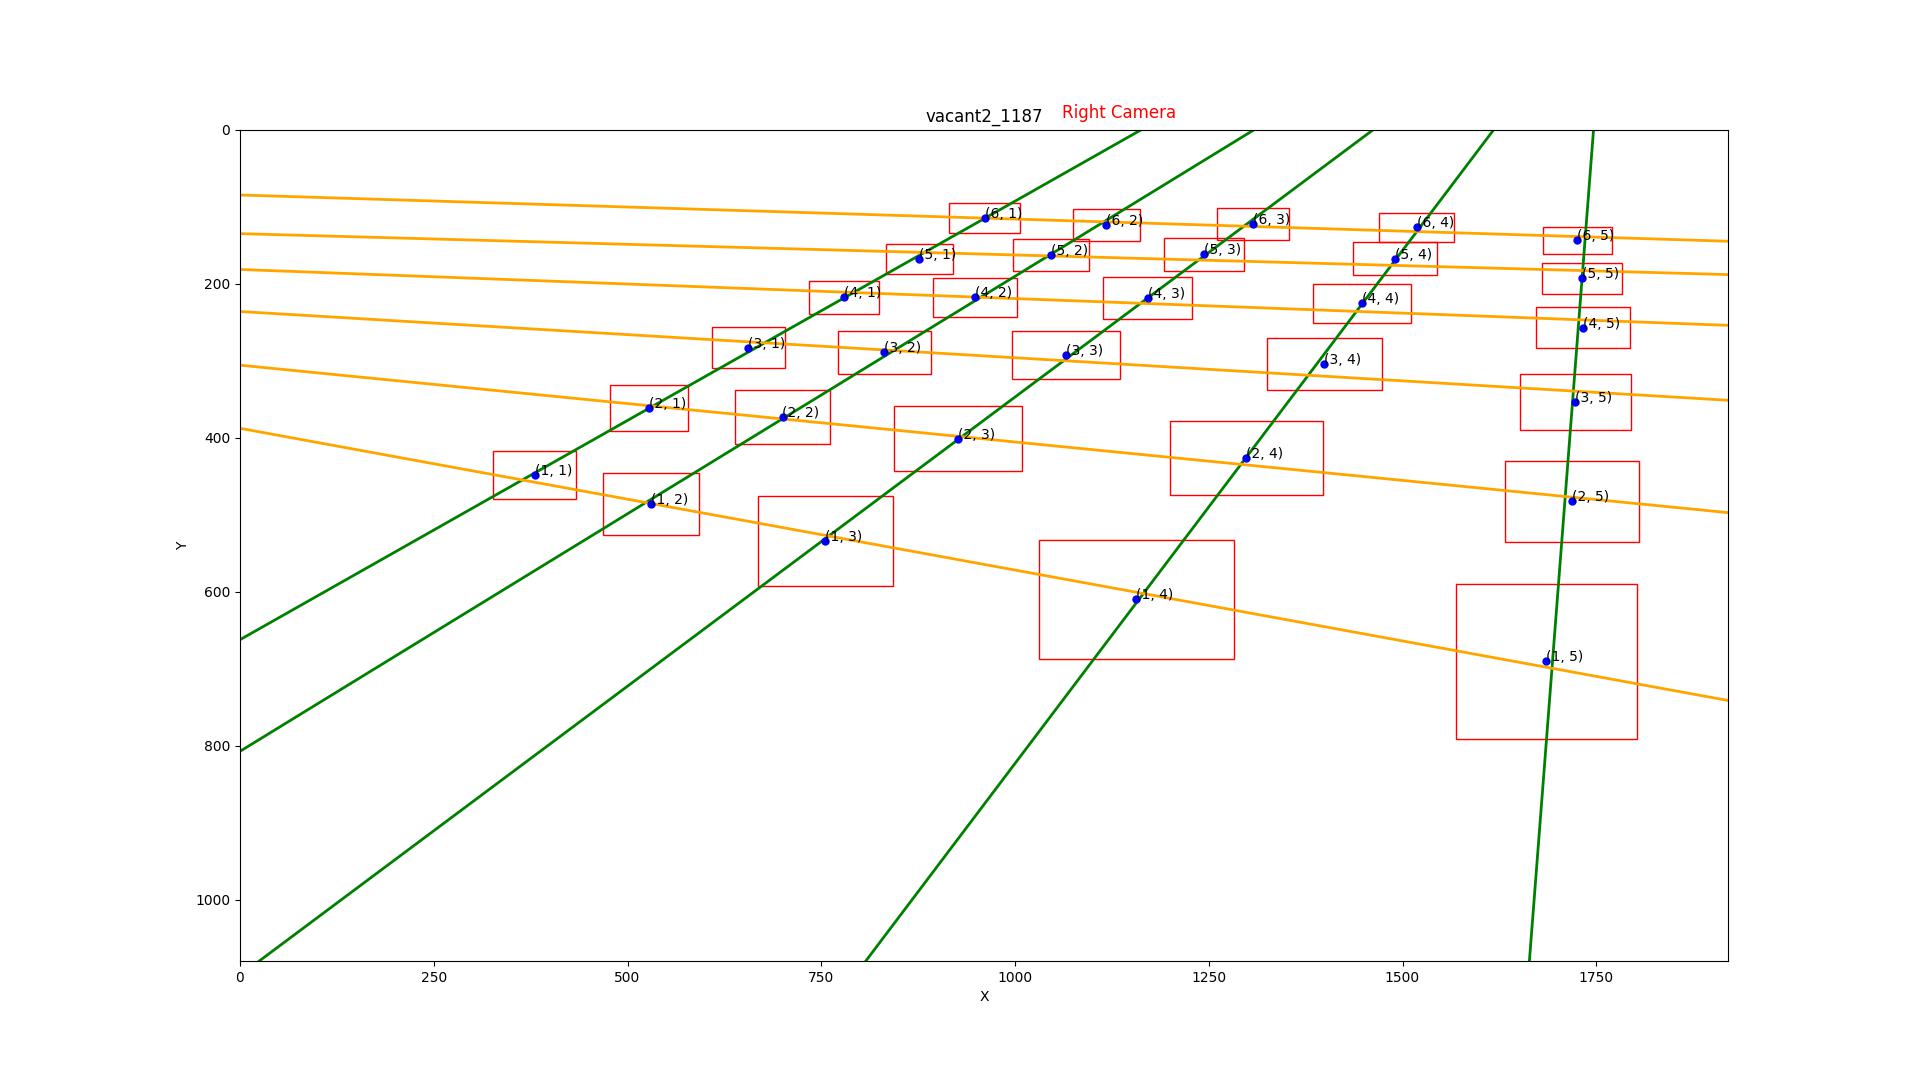 vacant2_1187 Right Camera
0
(6, 1) (6, 2) (6, 3) (6, 4) (6, 5)
(5, 1) (5, 2) (5, 3) (5, 4) (5, 5)
200
(4, 1) (4, 2) (4, 3) (4, 4) (4, 5)
(3, 1) (3, 2) (3, 3) (3, 4) (3, 5)
400
(2, 1) (2, 2) (2, 3) (2, 4) (2, 5)
(1, 1) (1, 2) (1, 3) (1, 4) (1, 5)
Y
600
800
1000
0 250 500 750 1000 1250 1500 1750
X